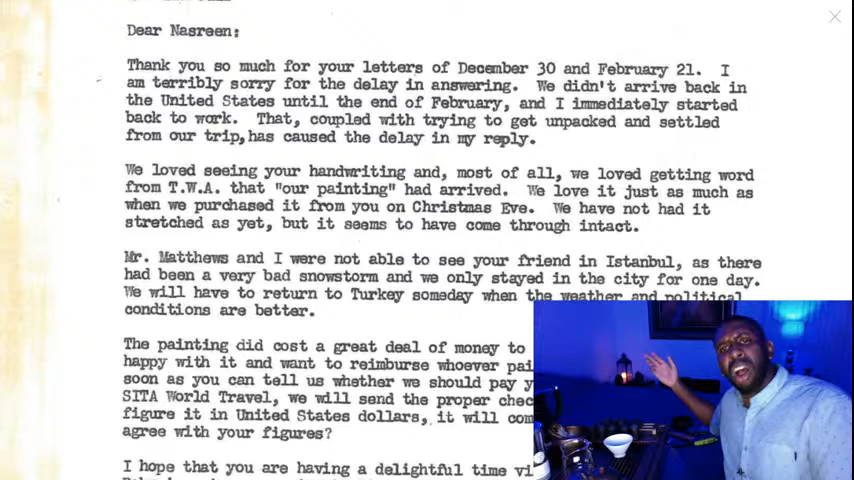 Dear Nasreen:
Thank you so much for your letters of December 30 and February 21. I
am terribly sorry for the delay in answering. We didn't arrive back in
the United States until the end of February, and I immediately started
back to work. That, coupled with trying to get unpacked and settled
from our trip, has caused the delay in my reply.
We loved seeing your handwriting and, most of all, we loved getting word
from T.W.A. that "our painting" had arrived. We love it just as much as
when we purchased it from you on Christmas Eve. We have not had it
stretched as yet, but it seems to have come through intact.
Mr. Matthews and I were not able to see your friend in Istanbul, as there
had been a very bad snowstorm and we only stayed in the city for one day.
We will have to return to Turkey someday when the weather and political
conditions are better.
The painting did cost a great deal of money to
happy with it and want to reimburse whoever pai
soon as you can tell us whether we should pay y
SITA World Travel, we will send the proper chec
figure it in United States dollars, it will com
agree with your figures?
I hope that you are having a delightful time vi